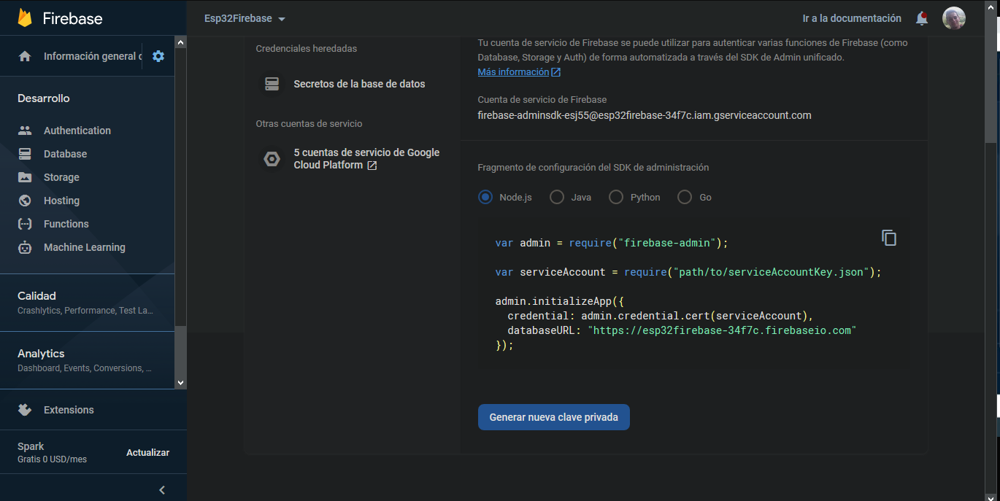 Firebase
Esp32Firebase
Ir a la documentación
Información general
Desarrollo
Authentication
Database
Storage
Hosting
Functions
Machine Learning
Calidad
Crashlytics, Performance, Test La...
Analytics
Dashboard, Events, Conversions, ...
Extensions
Spark
Gratis 0 USD/mes
Actualizar
Credenciales heredadas
Secretos de la base de datos
Otras cuentas de servicio
5 cuentas de servicio de Google
Cloud Platform
Tu cuenta de servicio de Firebase se puede utilizar para autenticar varias funciones de Firebase (como
Database, Storage y Auth) de forma automatizada a través del SDK de Admin unificado.
Más información
Cuenta de servicio de Firebase
firebase-adminsdk-esj55@esp32firebase-34f7c.iam.gserviceaccount.com
Fragmento de configuración del SDK de administración
Node.js Java Python Go
var admin = require("firebase-admin");
var serviceAccount = require("path/to/serviceAccountKey.json");
admin.initializeApp({
  credential: admin.credential.cert(serviceAccount),
  databaseURL: "https://esp32firebase-34f7c.firebaseio.com"
});
Generar nueva clave privada